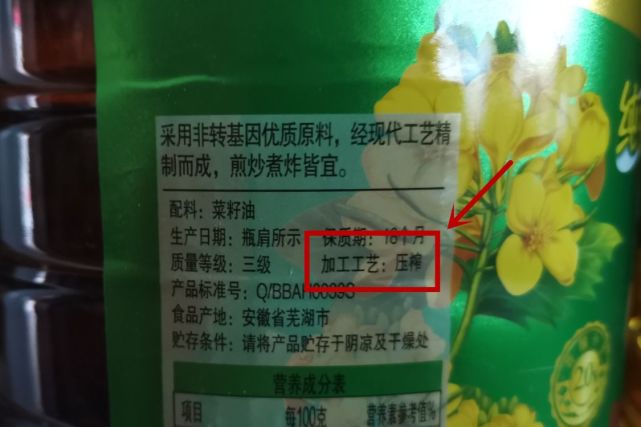 采用非转基因优质原料，经现代工艺精
制而成，煎炒煮炸皆宜。
配料：菜籽油
生产日期：瓶肩所示 保质期：18个月
质量等级：三级 加工工艺：压榨
产品标准号：Q/BBAH0039S
食品产地：安徽省芜湖市
贮存条件：请将产品贮存于阴凉及干燥处
营养成分表
项目 每100克 营养素参考值%